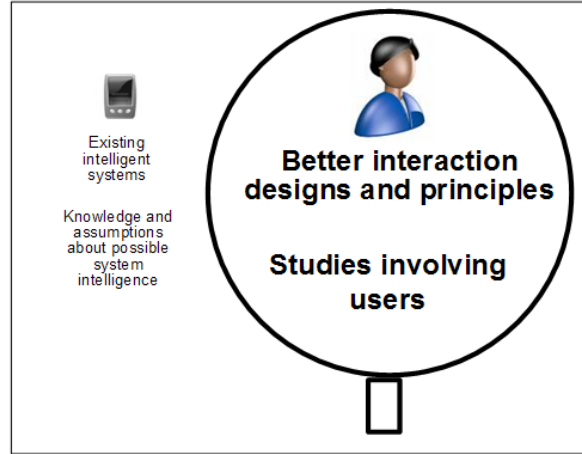 Existing
intelligent
systems
Knowledge and
assumptions
about possible
system
intelligence
Better interaction
designs and principles
Studies involving
users